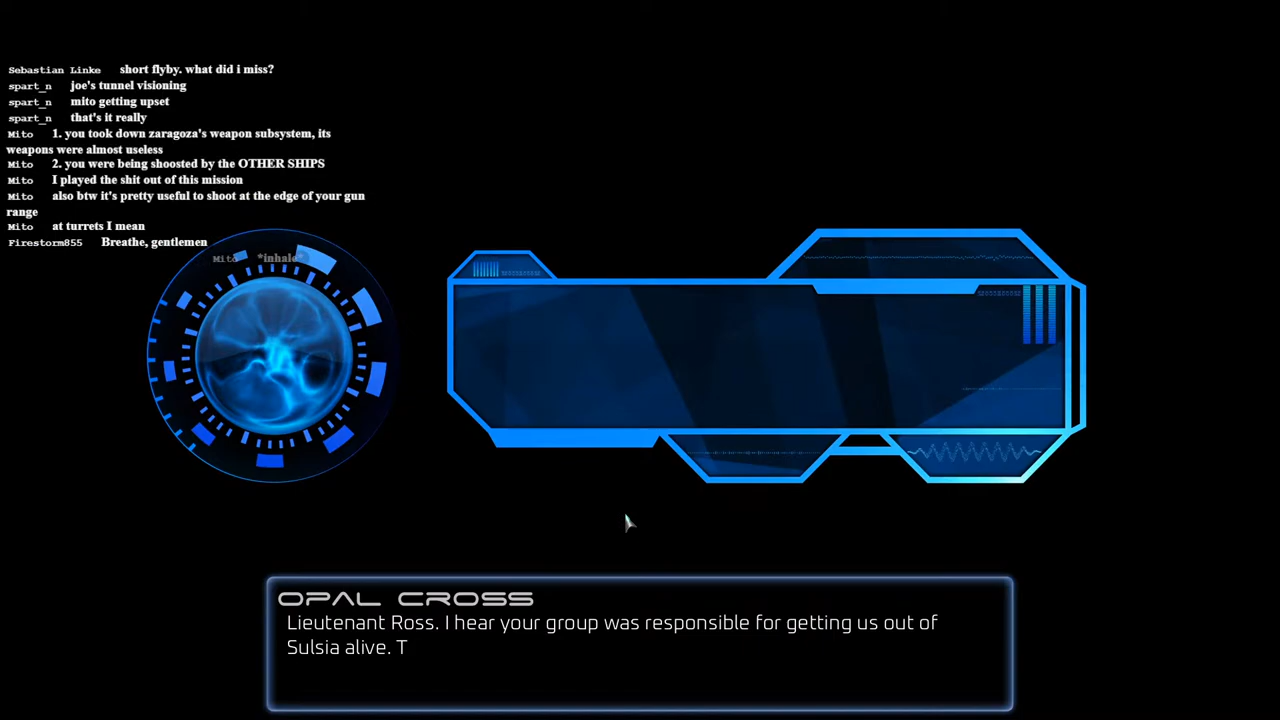 Sebastian Linke short flyby. what did i miss?
spart_n joe's tunnel visioning
spart_n mito getting upset
spart_n that's it really
Mito 1. you took down zaragoza's weapon subsystem, its
weapons were almost useless
Mito 2. you were being shoosted by the OTHER SHIPS
Mito I played the shit out of this mission
Mito also btw it's pretty useful to shoot at the edge of your gun
range
Mito at turrets I mean
Firestorm855 Breathe, gentlemen
Mito *inhale*
OPAL CROSS
Lieutenant Ross. I hear your group was responsible for getting us out of
Sulsia alive. T